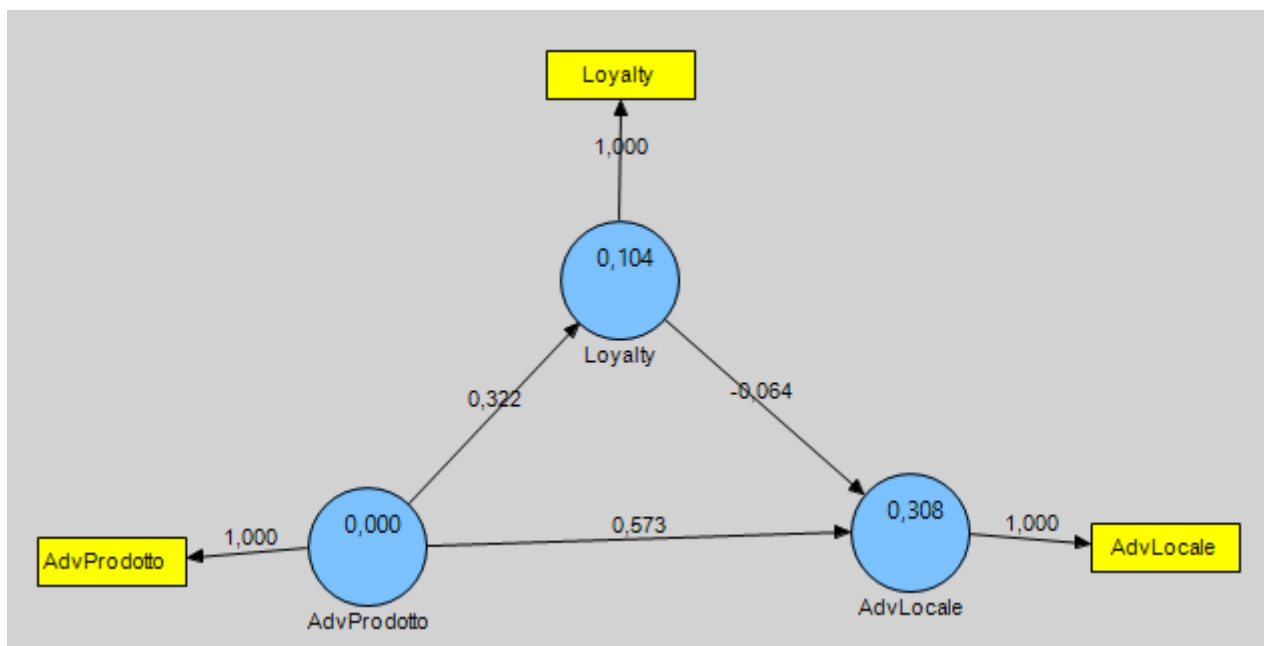 Loyalty
1,000
0,104
Loyalty
0,322
-0,064
AdvProdotto
1,000
0,000
AdvProdotto
0,573
0,308
AdvLocale
1,000
AdvLocale